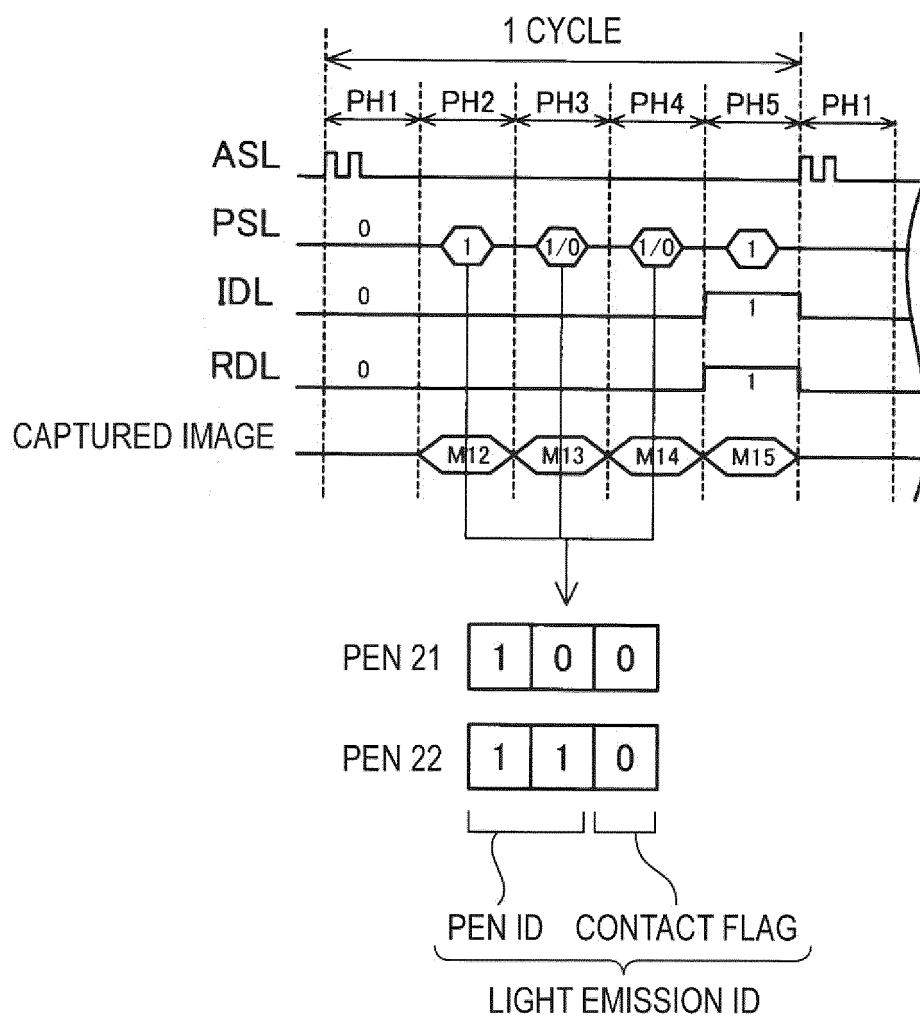 1 CYCLE
PH1 PH2 PH3 PH4 PH5 PH1
ASL
PSL 0 1 1/0 1/0 1
IDL 0 1
RDL 0 1
CAPTURED IMAGE M12 M13 M14 M15
PEN 21 1 0 0
PEN 22 1 1 0
PEN ID CONTACT FLAG
LIGHT EMISSION ID